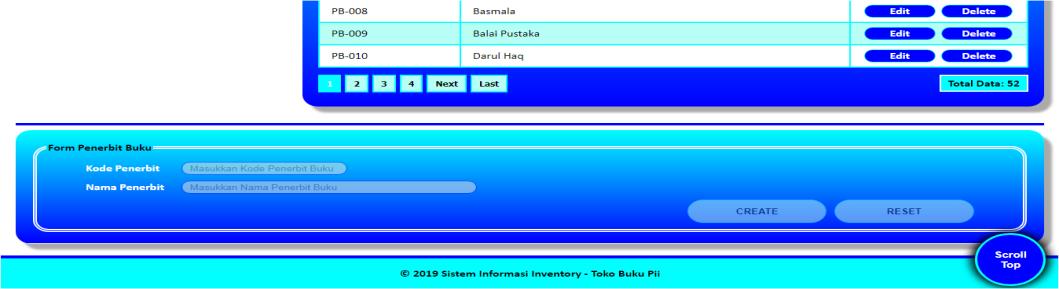 PB-008 Basmala Edit Delete
PB-009 Balai Pustaka Edit Delete
PB-010 Darul Haq Edit Delete
1 2 3 4 Next Last Total Data: 52
Form Penerbit Buku
Kode Penerbit Masukkan Kode Penerbit Buku
Nama Penerbit Masukkan Nama Penerbit Buku
CREATE RESET
Scroll
Top
© 2019 Sistem Informasi Inventory - Toko Buku Pii